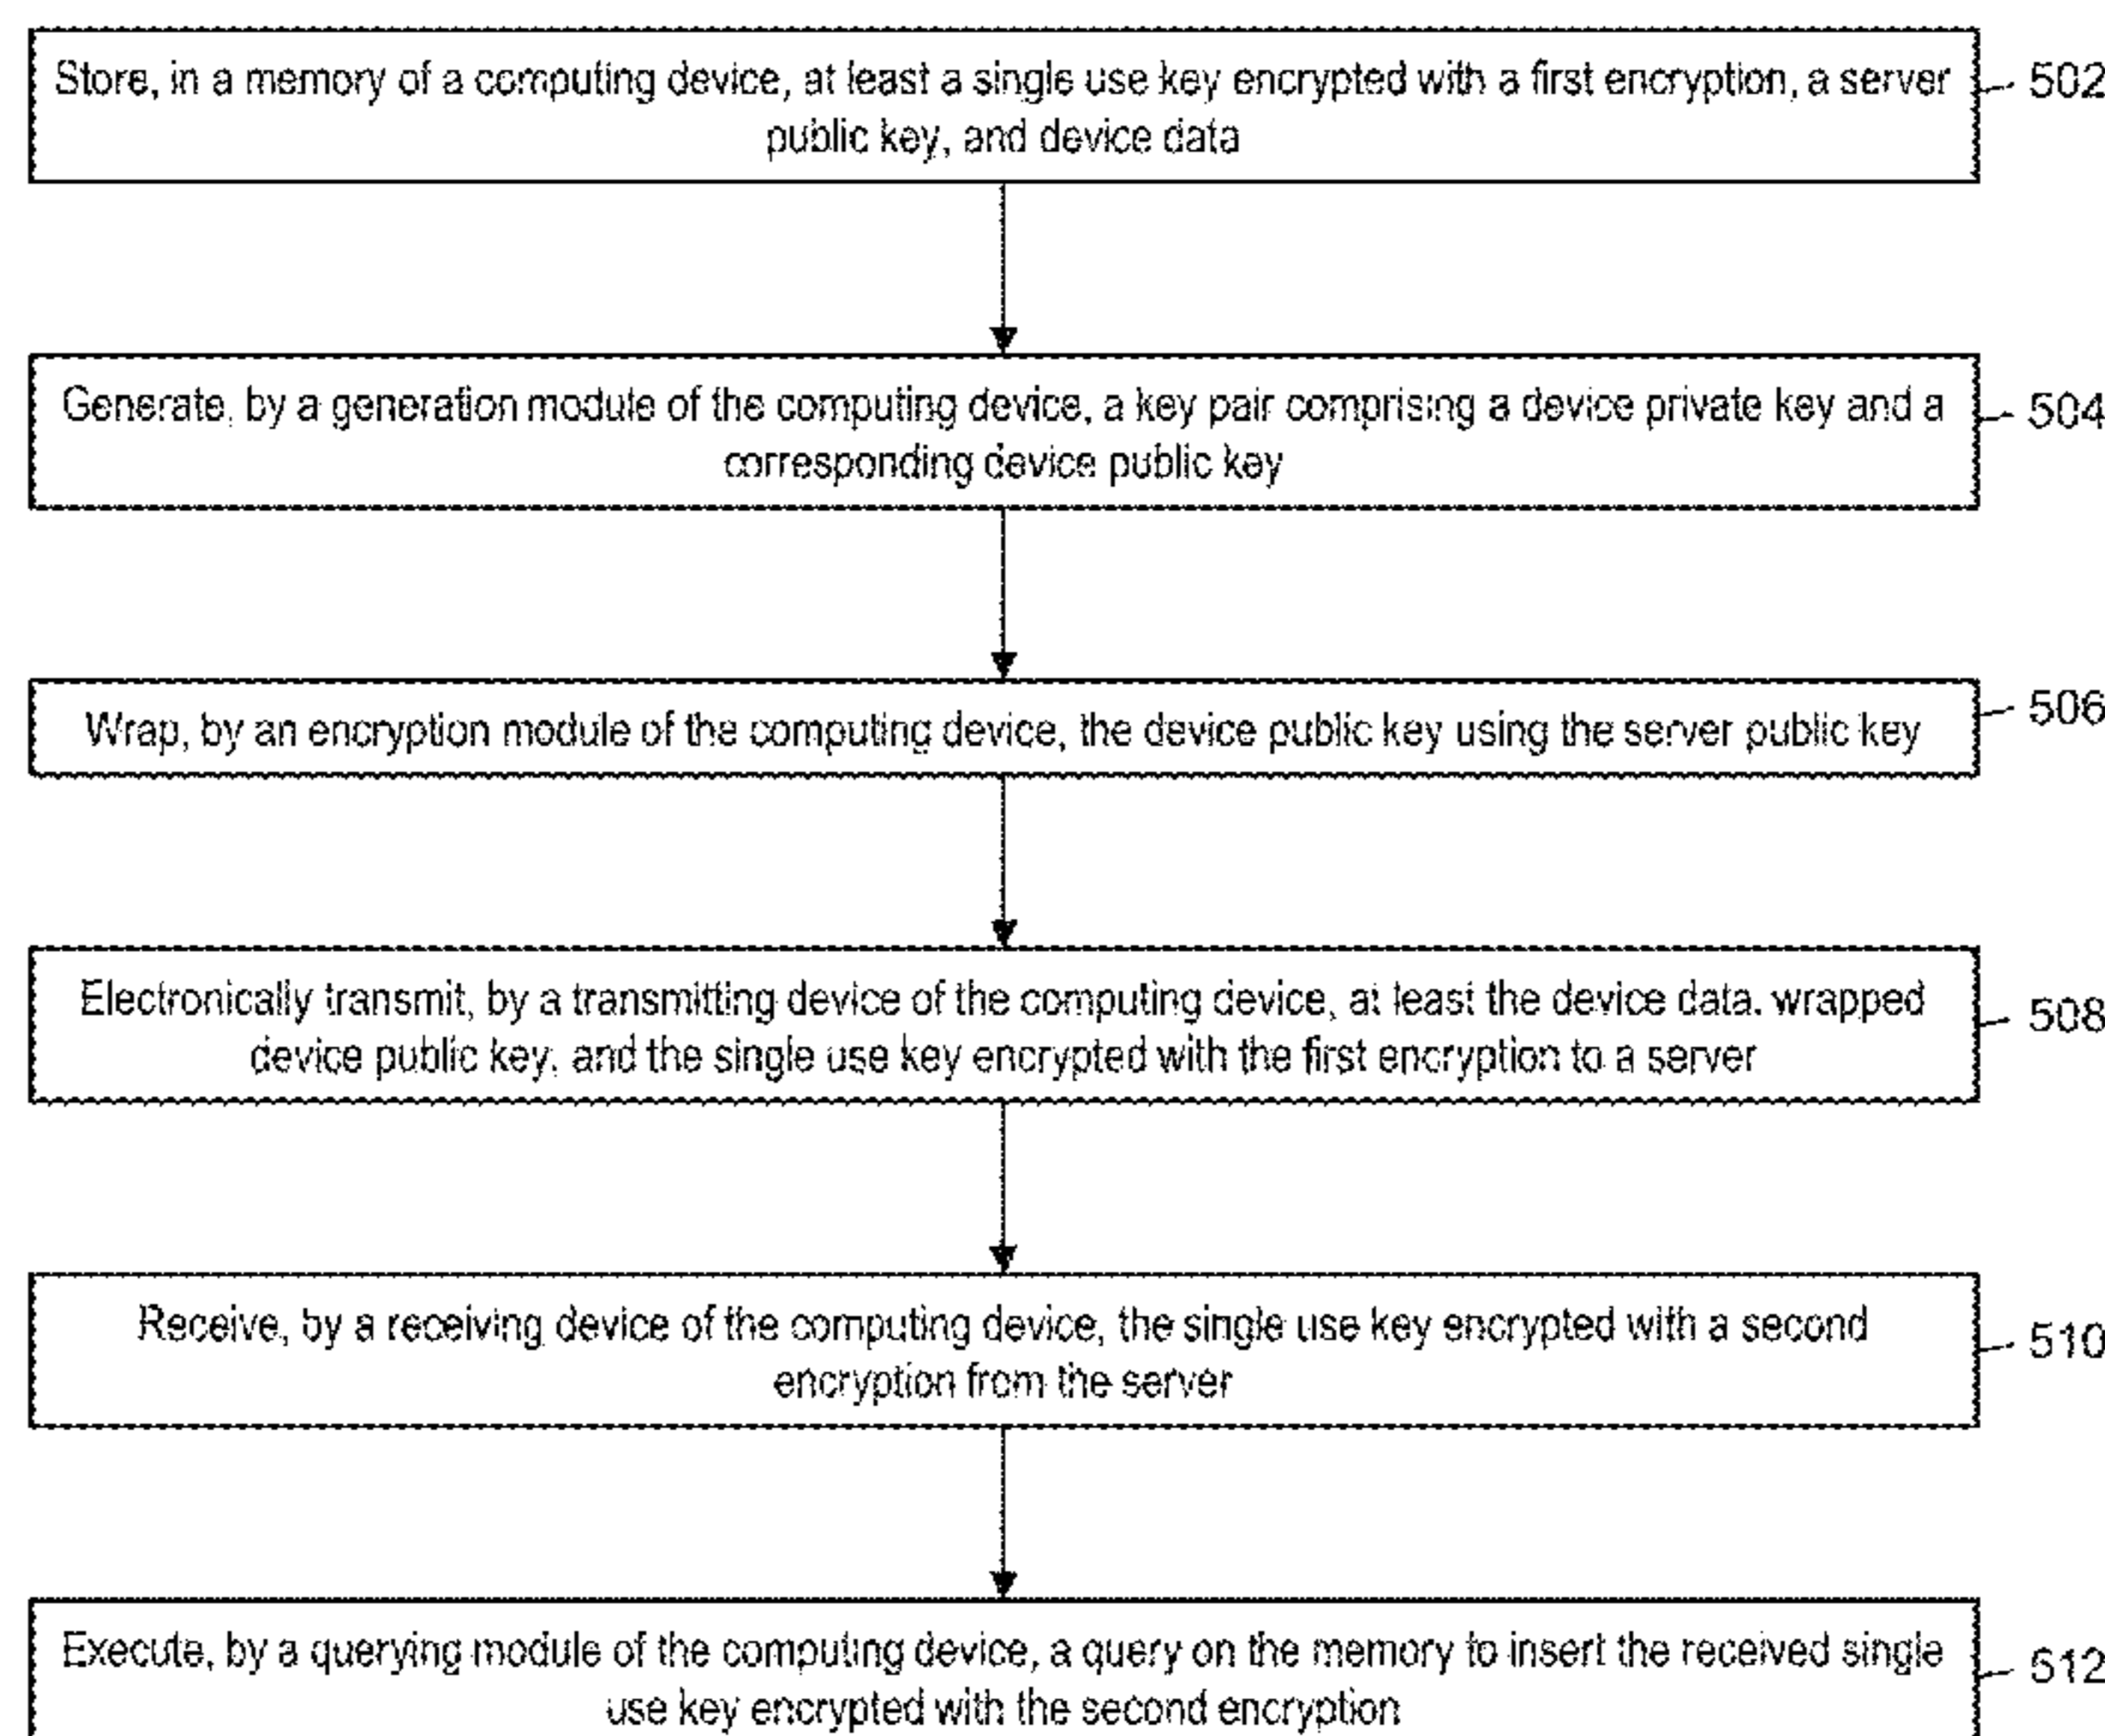 Store, in a memory of a computing device, at least a single use key encrypted with a first encryption, a server
public key, and device data
502
Generate, by a generation module of the computing device, a key pair comprising a device private key and a
corresponding device public key
504
Wrap, by an encryption module of the computing device, the device public key using the server public key
506
Electronically transmit, by a transmitting device of the computing device, at least the device data, wrapped
device public key, and the single use key encrypted with the first encryption to a server
508
Receive, by a receiving device of the computing device, the single use key encrypted with a second
encryption from the server
510
Execute, by a querying module of the computing device, a query on the memory to insert the received single
use key encrypted with the second encryption
512